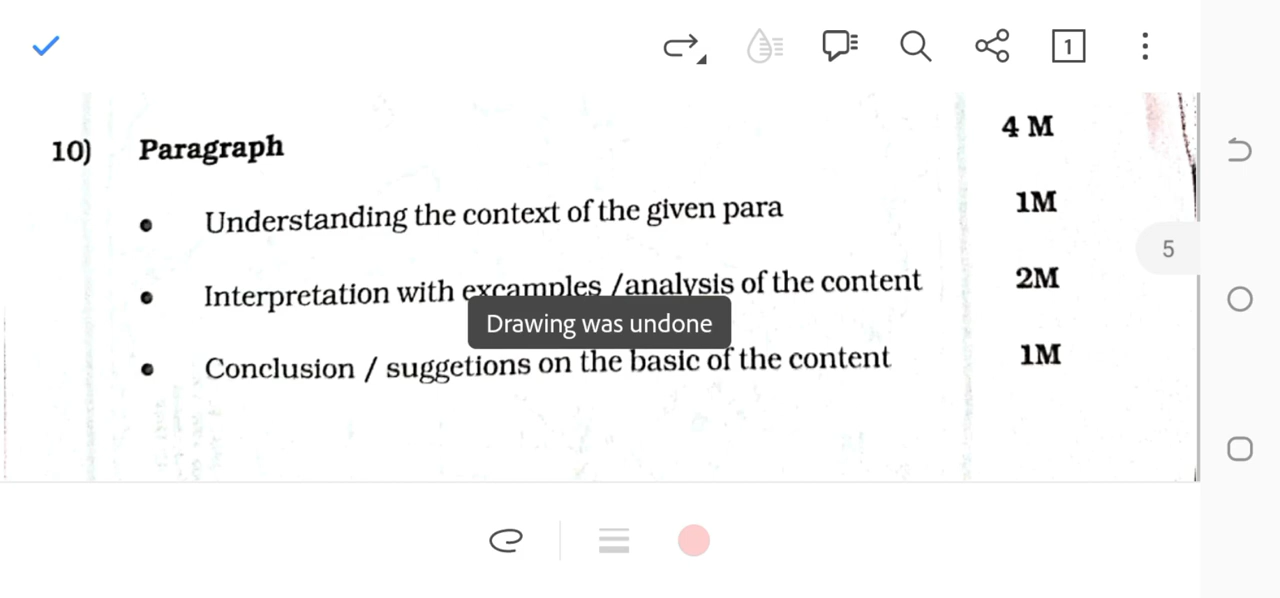 1
4 M
10) Paragraph
• Understanding the context of the given para 1M
5
• Interpretation with excamples /analysis of the content 2M
Drawing was undone
• Conclusion / suggetions on the basic of the content 1M